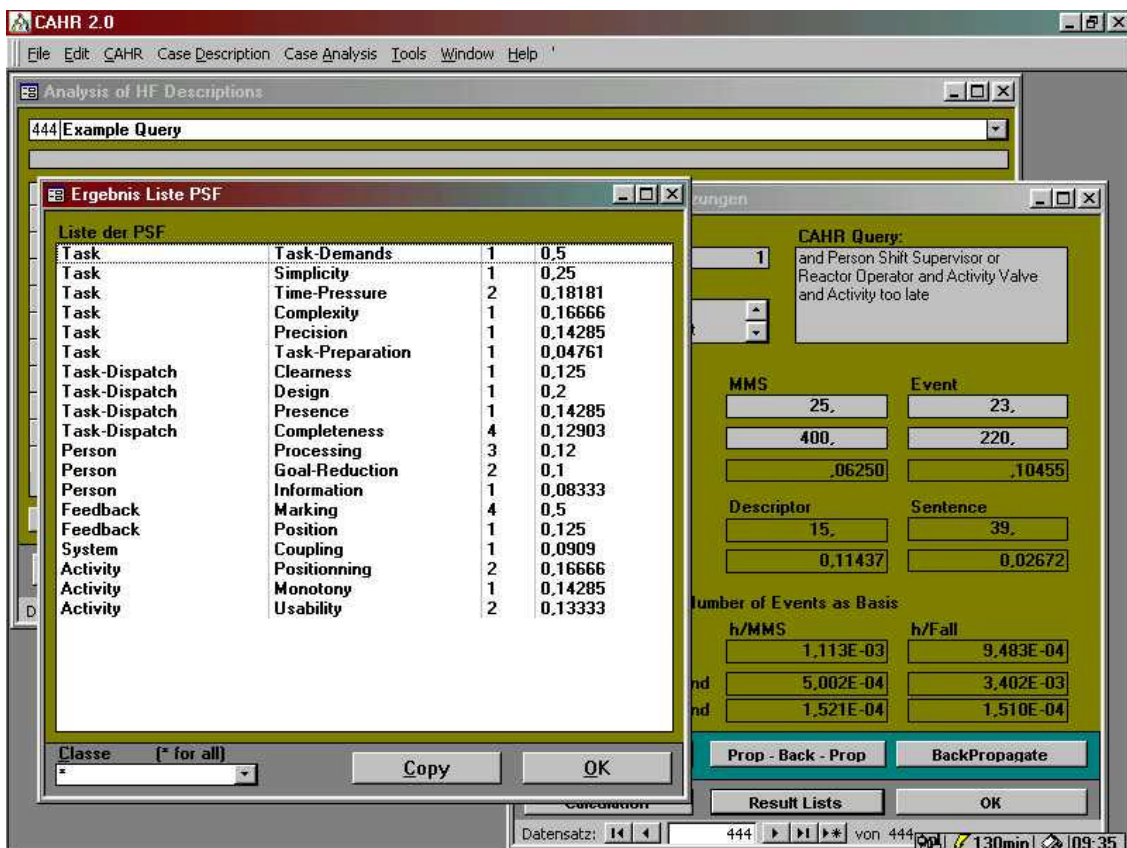 CAHR 2.0
File Edit CAHR Case Description Case Analysis Tools Window Help '
Analysis of HF Descriptions
444 Example Query
Ergebnis Liste PSF
zungen
Liste der PSF
Task Task-Demands 1 0,5
Task Simplicity 1 0,25
Task Time-Pressure 2 0,18181
Task Complexity 1 0,16666
Task Precision 1 0,14285
Task Task-Preparation 1 0,04761
Task-Dispatch Clearness 1 0,125
Task-Dispatch Design 1 0,2
Task-Dispatch Presence 1 0,14285
Task-Dispatch Completeness 4 0,12903
Person Processing 3 0,12
Person Goal-Reduction 2 0,1
Person Information 1 0,08333
Feedback Marking 4 0,5
Feedback Position 1 0,125
System Coupling 1 0,0909
Activity Positionning 2 0,16666
Activity Monotony 1 0,14285
Activity Usability 2 0,13333
Classe (* for all)
*
Copy OK
1
CAHR Query:
and Person Shift Supervisor or
Reactor Operator and Activity Valve
and Activity too late
MMS Event
25, 23,
400, 220,
,06250 ,10455
Descriptor Sentence
15, 39,
0,11437 0,02672
Number of Events as Basis
h/MMS h/Fall
1,113E-03 9,483E-04
nd 5,002E-04 3,402E-03
nd 1,521E-04 1,510E-04
Prop - Back - Prop BackPropagate
Calculation Result Lists OK
D
Datensatz: 444 von 444
130min 09:35